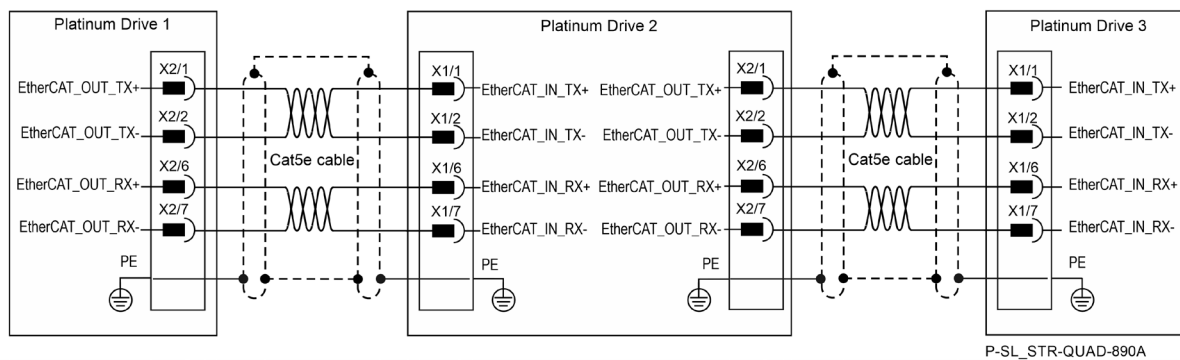 Platinum Drive 1
Platinum Drive 2
Platinum Drive 3
X2/1
EtherCAT_OUT_TX+
X2/2
EtherCAT_OUT_TX-
X2/6
EtherCAT_OUT_RX+
X2/7
EtherCAT_OUT_RX-
PE
Cat5e cable
X1/1
EtherCAT_IN_TX+
X1/2
EtherCAT_IN_TX-
X1/6
EtherCAT_IN_RX+
X1/7
EtherCAT_IN_RX-
PE
X2/1
EtherCAT_OUT_TX+
X2/2
EtherCAT_OUT_TX-
X2/6
EtherCAT_OUT_RX+
X2/7
EtherCAT_OUT_RX-
PE
Cat5e cable
X1/1
EtherCAT_IN_TX+
X1/2
EtherCAT_IN_TX-
X1/6
EtherCAT_IN_RX+
X1/7
EtherCAT_IN_RX-
PE
P-SL_STR-QUAD-890A